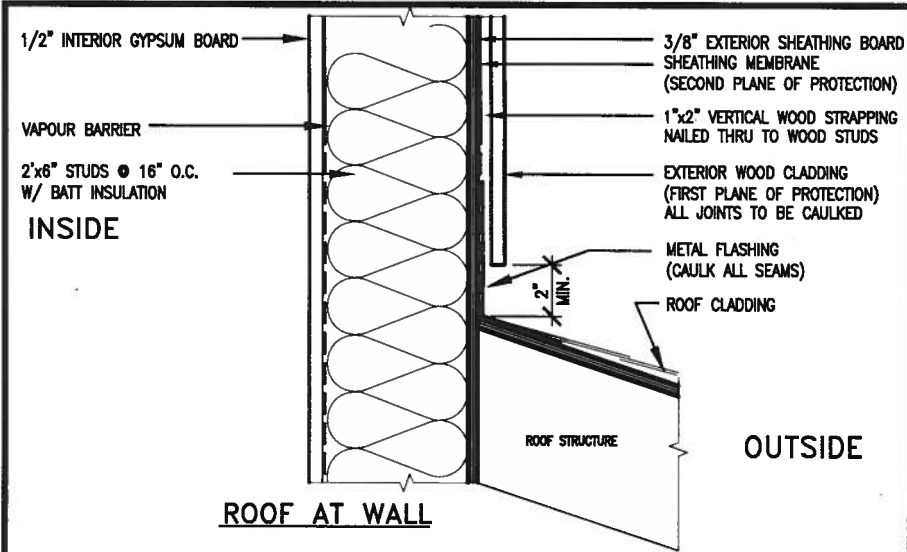 1/2" INTERIOR GYPSUM BOARD
VAPOUR BARRIER
2'x6" STUDS @ 16" O.C.
W/ BATT INSULATION
INSIDE
3/8" EXTERIOR SHEATHING BOARD
SHEATHING MEMBRANE
(SECOND PLANE OF PROTECTION)
1"x2" VERTICAL WOOD STRAPPING
NAILED THRU TO WOOD STUDS
EXTERIOR WOOD CLADDING
(FIRST PLANE OF PROTECTION)
ALL JOINTS TO BE CAULKED
METAL FLASHING
(CAULK ALL SEAMS)
2"
MIN.
ROOF CLADDING
ROOF STRUCTURE
OUTSIDE
ROOF AT WALL